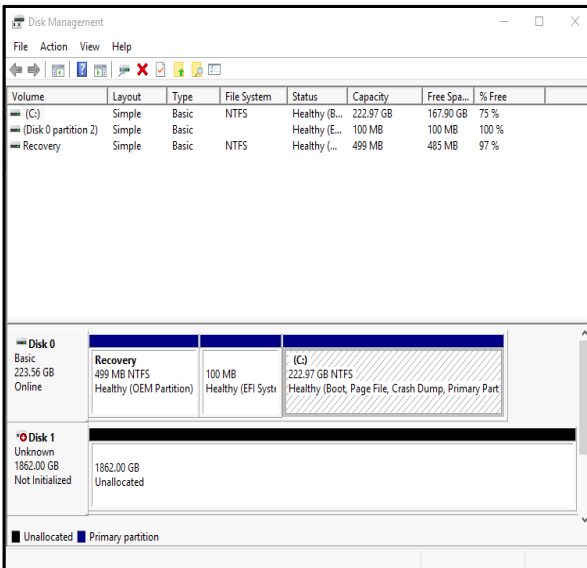 Disk Management
File Action View Help
Volume Layout Type File System Status Capacity Free Spa... % Free
(C:) Simple Basic NTFS Healthy (B... 222.97 GB 167.90 GB 75 %
(Disk 0 partition 2) Simple Basic Healthy (E... 100 MB 100 MB 100 %
Recovery Simple Basic NTFS Healthy (... 499 MB 485 MB 97 %
Disk 0
Basic
223.56 GB
Online
Recovery
499 MB NTFS
Healthy (OEM Partition)
100 MB
Healthy (EFI Syste
(C:)
222.97 GB NTFS
Healthy (Boot, Page File, Crash Dump, Primary Part
Disk 1
Unknown
1862.00 GB
Not Initialized
1862.00 GB
Unallocated
Unallocated Primary partition